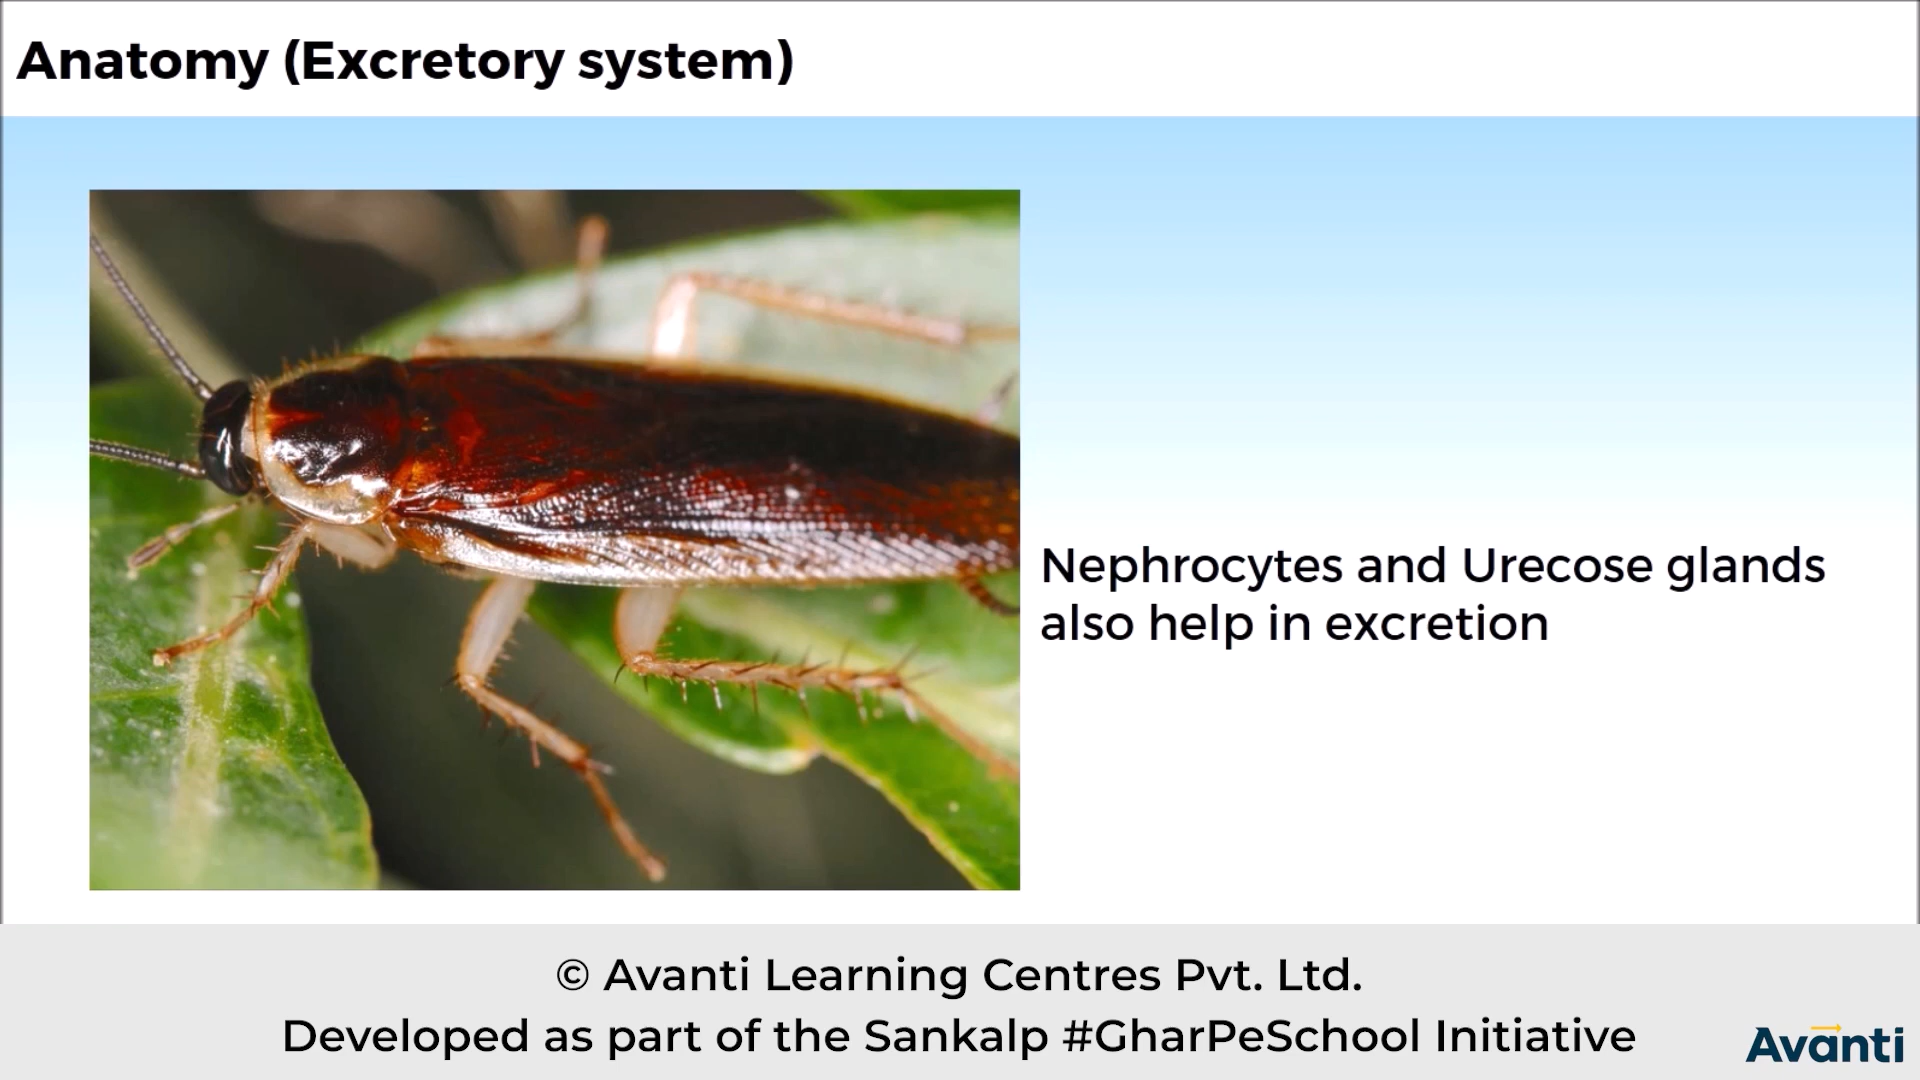 Anatomy (Excretory system)
Nephrocytes and Urecose glands
also help in excretion
© Avanti Learning Centres Pvt. Ltd.
Developed as part of the Sankalp #GharPeSchool Initiative
Avanti